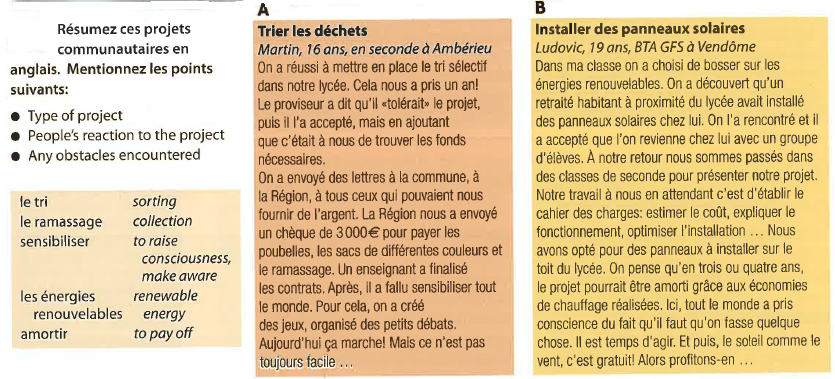 Résumez ces projets
communautaires en
anglais. Mentionnez les points
suivants:
● Type of project
● People's reaction to the project
● Any obstacles encountered
le tri sorting
le ramassage collection
sensibiliser to raise
consciousness,
make aware
les énergies renewable
renouvelables energy
amortir to pay off
A
Trier les déchets
Martin, 16 ans, en seconde à Ambérieu
On a réussi à mettre en place le tri sélectif
dans notre lycée. Cela nous a pris un an!
Le proviseur a dit qu'il «tolérait» le projet,
puis il l'a accepté, mais en ajoutant
que c'était à nous de trouver les fonds
nécessaires.
On a envoyé des lettres à la commune, à
la Région, à tous ceux qui pouvaient nous
fournir de l'argent. La Région nous a envoyé
un chèque de 3 000€ pour payer les
poubelles, les sacs de différentes couleurs et
le ramassage. Un enseignant a finalisé
les contrats. Après, il a fallu sensibiliser tout
le monde. Pour cela, on a créé
des jeux, organisé des petits débats.
Aujourd'hui ça marche! Mais ce n'est pas
toujours facile ...
B
Installer des panneaux solaires
Ludovic, 19 ans, BTA GFS à Vendôme
Dans ma classe on a choisi de bosser sur les
énergies renouvelables. On a découvert qu'un
retraité habitant à proximité du lycée avait installé
des panneaux solaires chez lui. On l'a rencontré et il
a accepté que l'on revienne chez lui avec un groupe
d'élèves. À notre retour nous sommes passés dans
des classes de seconde pour présenter notre projet.
Notre travail à nous en attendant c'est d'établir le
cahier des charges: estimer le coût, expliquer le
fonctionnement, optimiser l'installation ... Nous
avons opté pour des panneaux à installer sur le
toit du lycée. On pense qu'en trois ou quatre ans,
le projet pourrait être amorti grâce aux économies
de chauffage réalisées. Ici, tout le monde a pris
conscience du fait qu'il faut qu'on fasse quelque
chose. Il est temps d'agir. Et puis, le soleil comme le
vent, c'est gratuit! Alors profitons-en ...